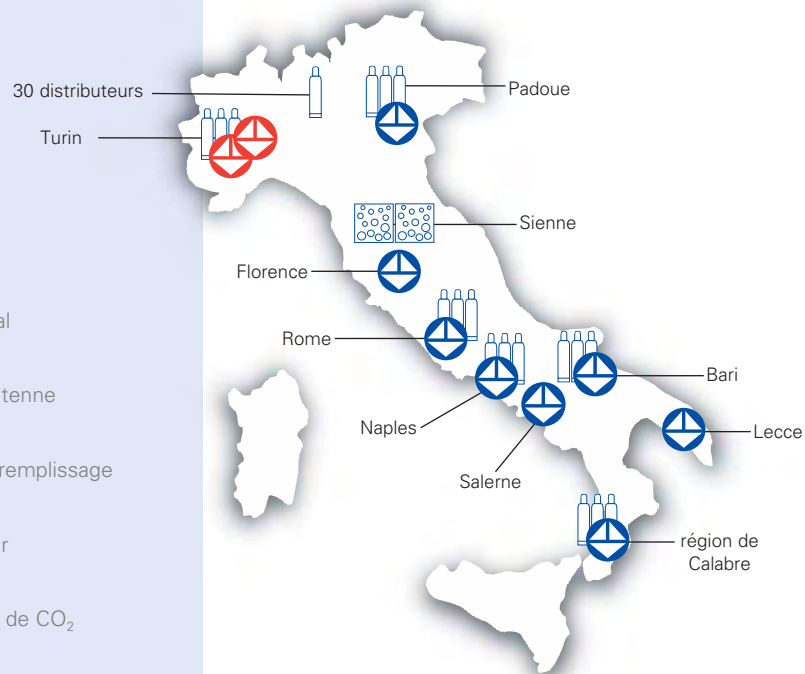 30 distributeurs
Turin
Padoue
Sienne
Florence
Rome
Naples
Salerne
Bari
Lecce
région de
Calabre
al
tenne
remplissage
r
de CO₂